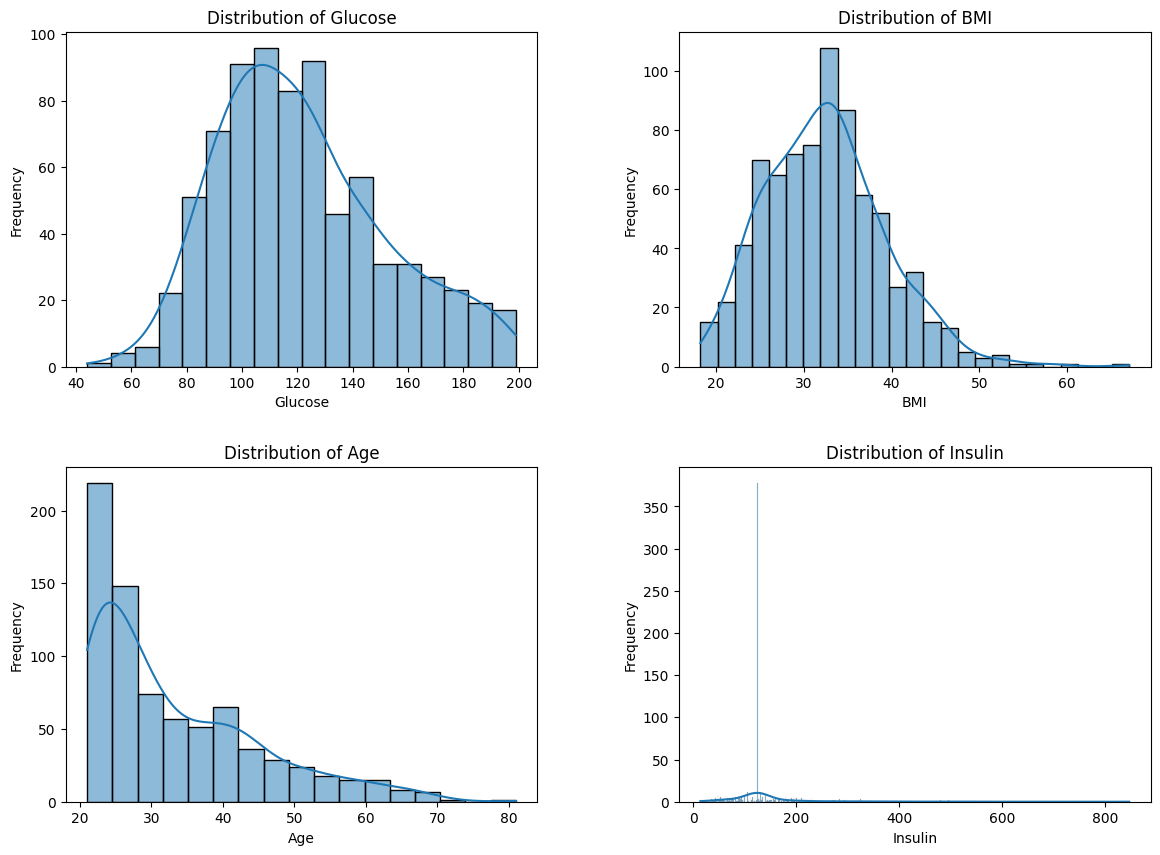 Distribution of Glucose
Frequency
0
20
40
60
80
100
40 60 80 100 120 140 160 180 200
Glucose
Distribution of BMI
Frequency
0
20
40
60
80
100
20 30 40 50 60
BMI
Distribution of Age
Frequency
0
50
100
150
200
20 30 40 50 60 70 80
Age
Distribution of Insulin
Frequency
0
50
100
150
200
250
300
350
0 200 400 600 800
Insulin